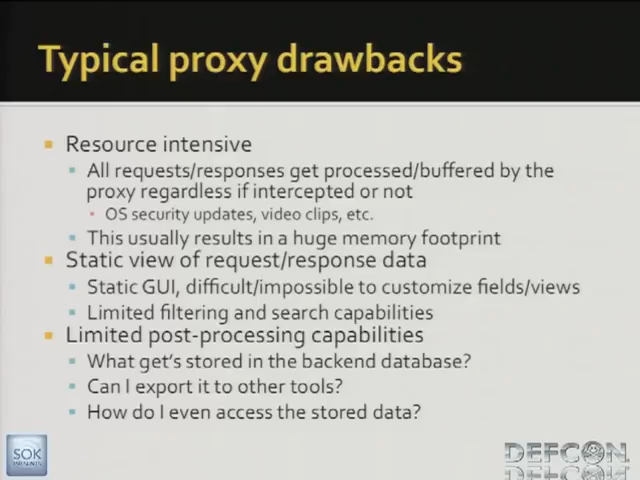 Typical proxy drawbacks
Resource intensive
All requests/responses get processed/buffered by the
proxy regardless if intercepted or not
OS security updates, video clips, etc.
This usually results in a huge memory footprint
Static view of request/response data
Static GUI, difficult/impossible to customize fields/views
Limited filtering and search capabilities
Limited post-processing capabilities
What get's stored in the backend database?
Can I export it to other tools?
How do I even access the stored data?
SOK
DEFCON